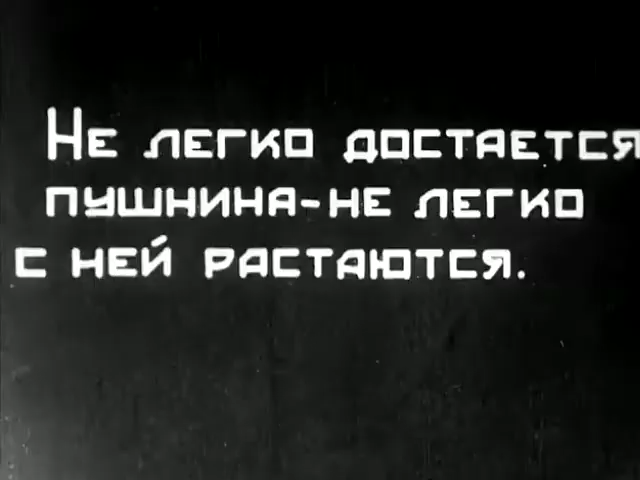 Не легко достается
пушнина-не легко
с ней растаются.